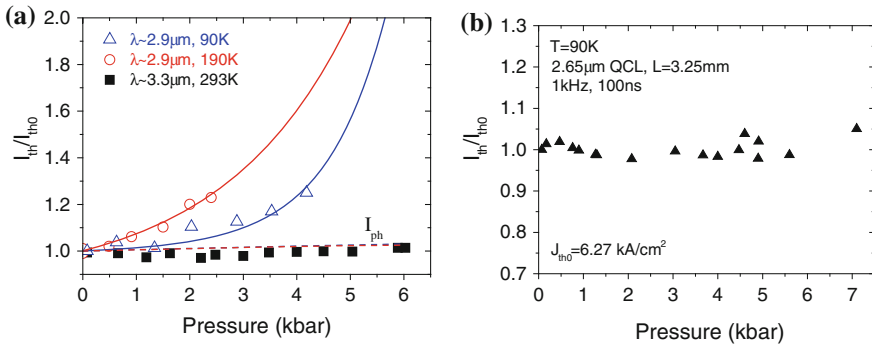 (a)
2.0
1.8
1.6
1.4
1.2
1.0
I_th/I_th0
λ~2.9μm, 90K
λ~2.9μm, 190K
λ~3.3μm, 293K
I_ph
0 1 2 3 4 5 6
Pressure (kbar)
(b)
1.3
1.2
1.1
1.0
0.9
0.8
0.7
I_th/I_th0
T=90K
2.65μm QCL, L=3.25mm
1kHz, 100ns
J_th0=6.27 kA/cm²
0 1 2 3 4 5 6 7
Pressure (kbar)